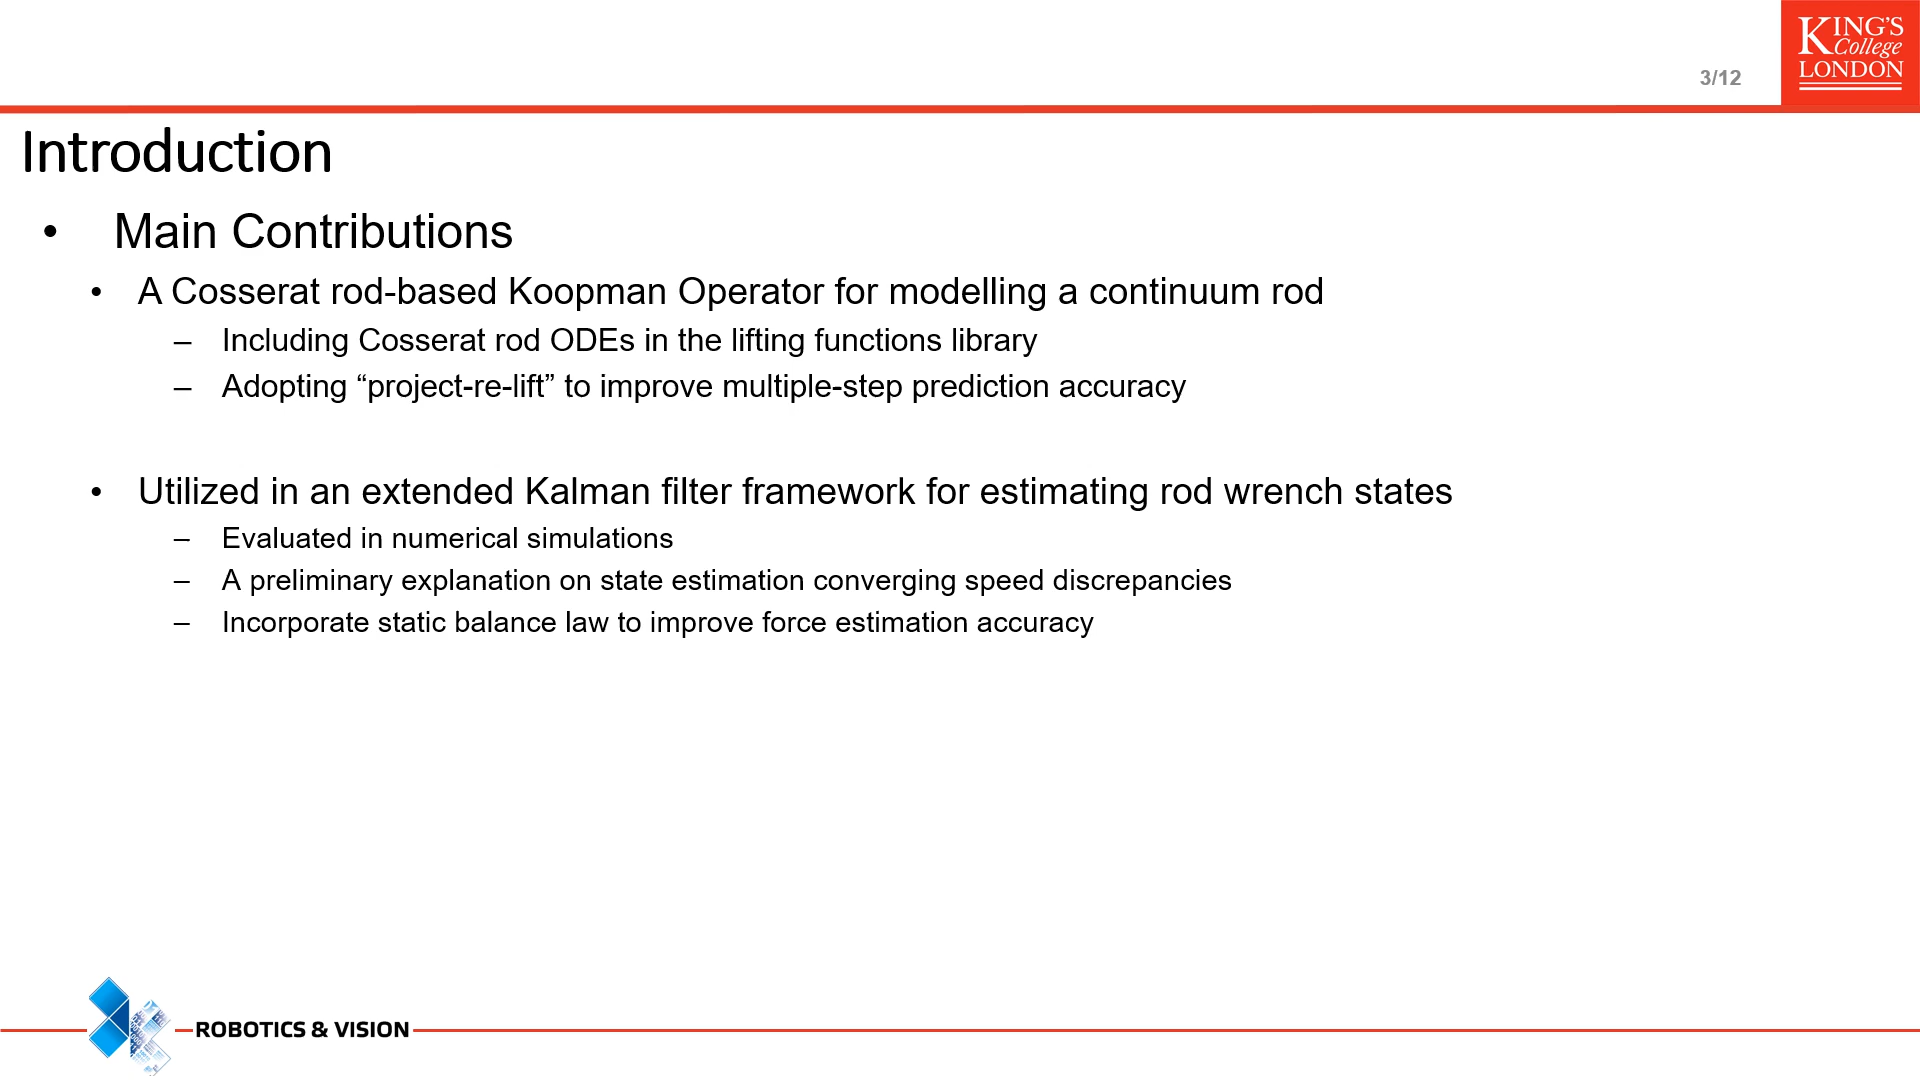 KING'S
College
LONDON
3/12
Introduction
• Main Contributions
• A Cosserat rod-based Koopman Operator for modelling a continuum rod
– Including Cosserat rod ODEs in the lifting functions library
– Adopting “project-re-lift” to improve multiple-step prediction accuracy
• Utilized in an extended Kalman filter framework for estimating rod wrench states
– Evaluated in numerical simulations
– A preliminary explanation on state estimation converging speed discrepancies
– Incorporate static balance law to improve force estimation accuracy
ROBOTICS & VISION